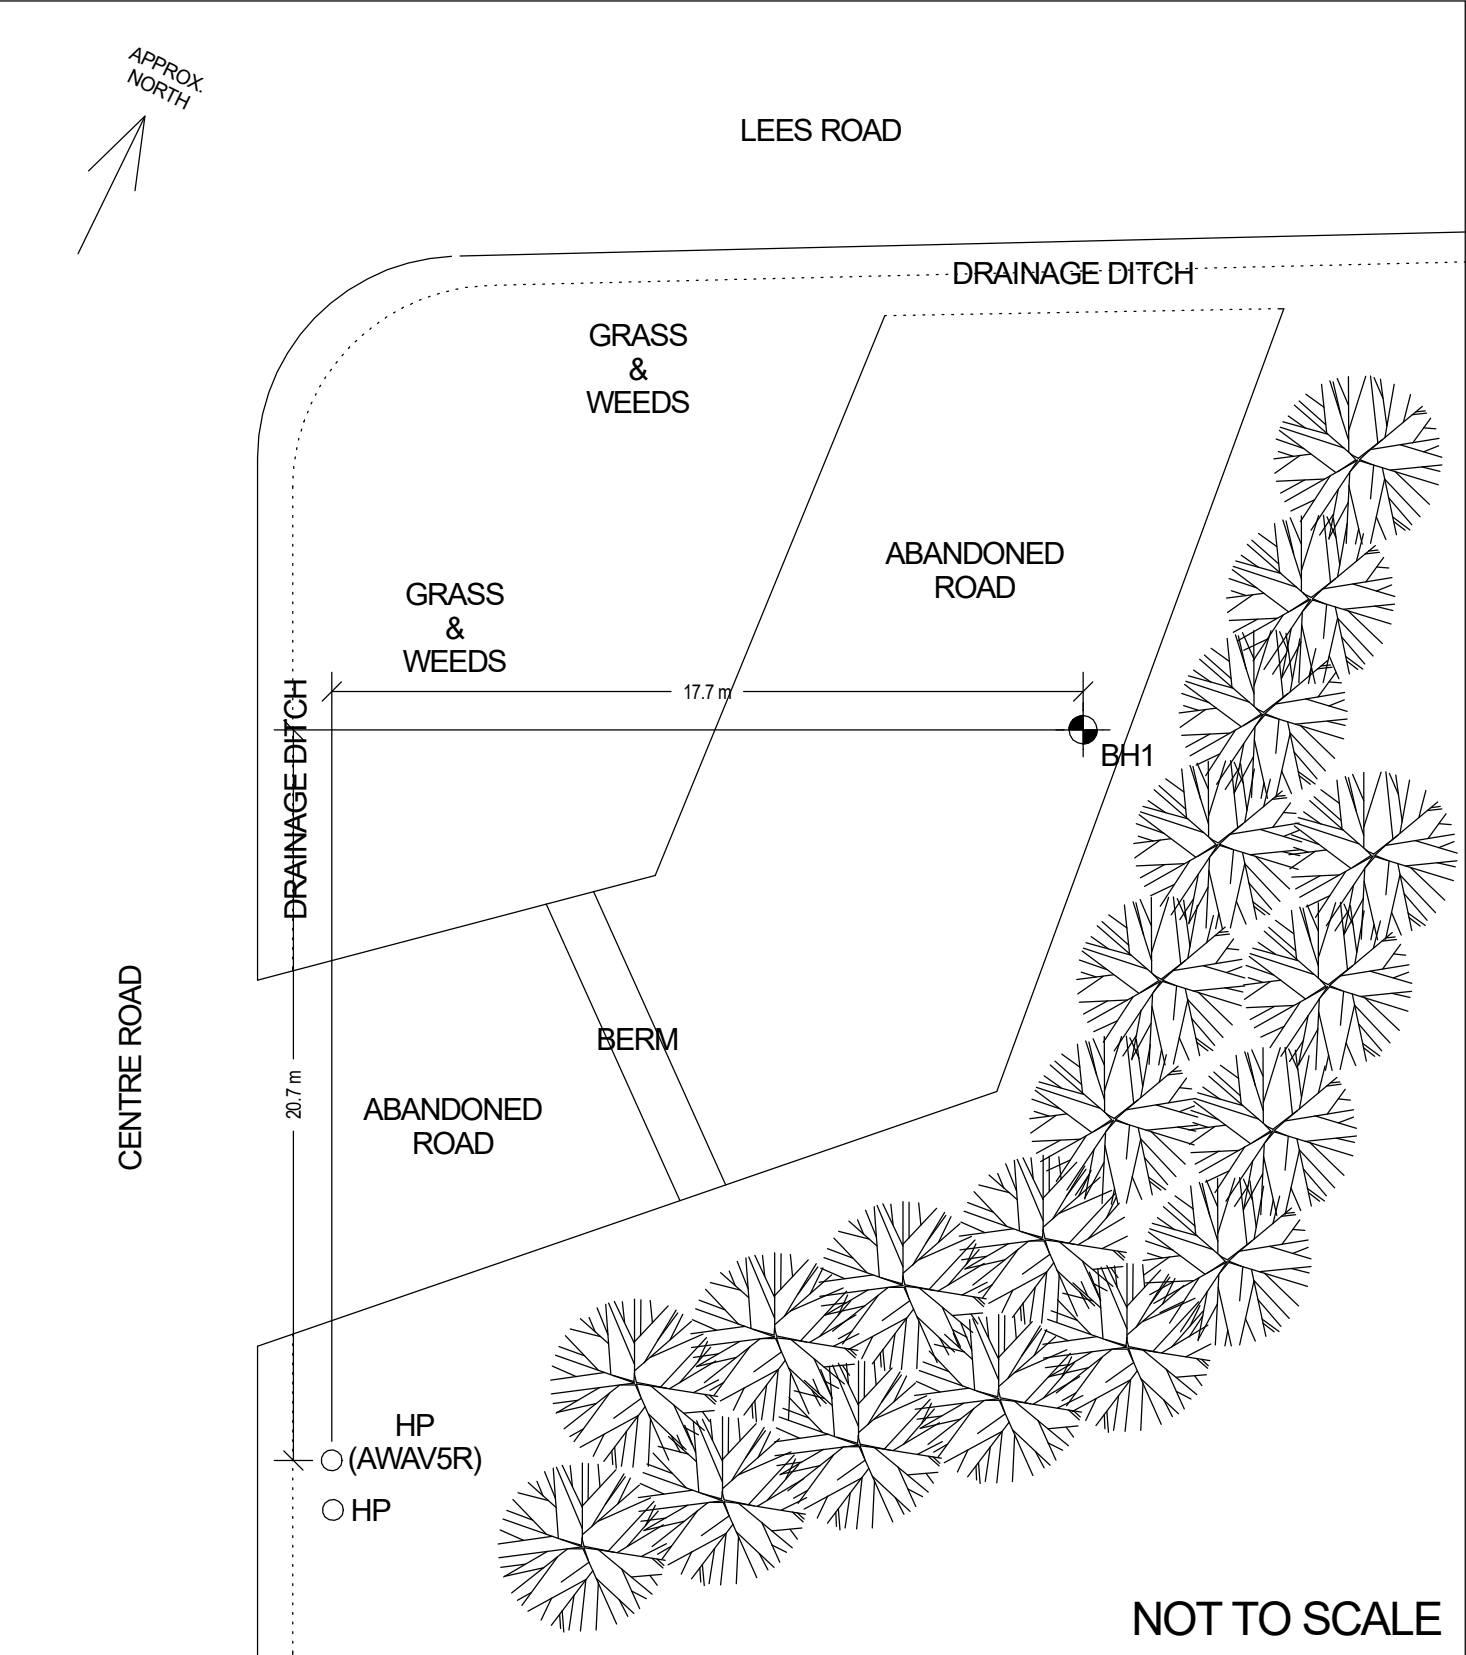 APPROX.
NORTH
LEES ROAD
DRAINAGE DITCH
GRASS
&
WEEDS
ABANDONED
ROAD
GRASS
&
WEEDS
17.7 m
BH1
DRAINAGE DITCH
BERM
CENTRE ROAD
20.7 m
ABANDONED
ROAD
HP
(AWAV5R)
HP
NOT TO SCALE